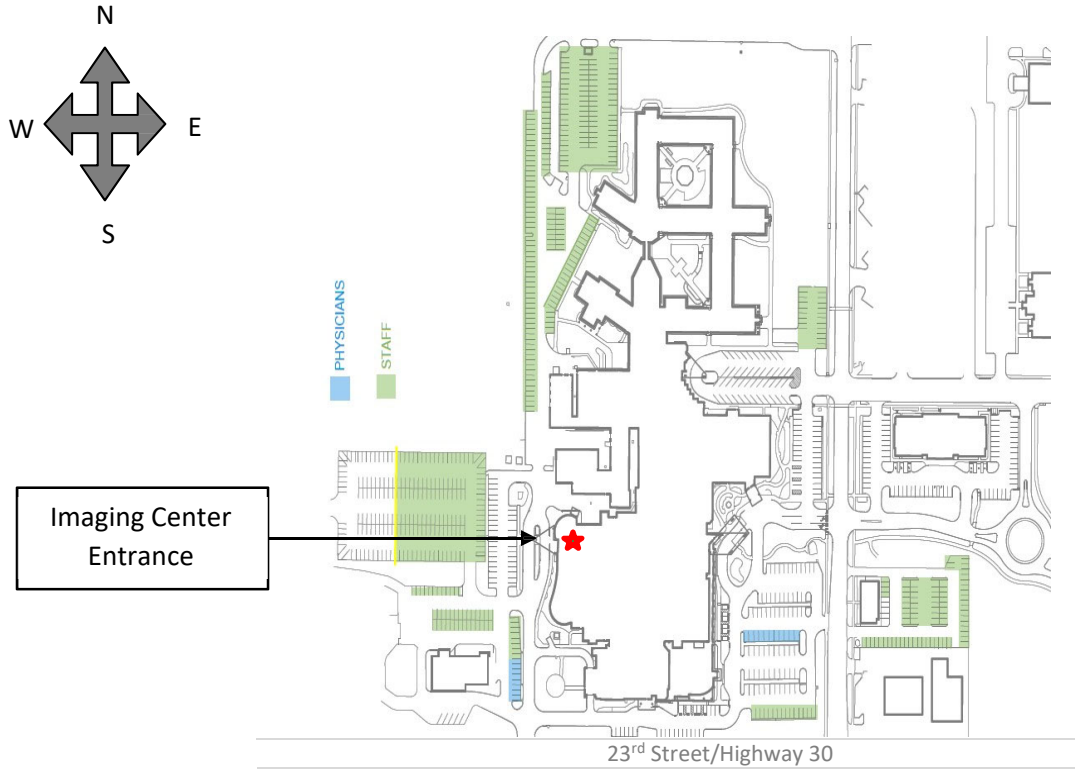 N
W
E
S
PHYSICIANS
STAFF
Imaging Center
Entrance
23rd Street/Highway 30